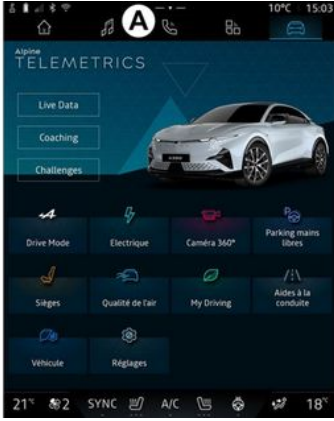 10°C 15:03
A
Alpine
TELEMETRICS
Live Data
Coaching
Challenges
Drive Mode
Electrique
Caméra 360°
Parking mains
libres
Sièges
Qualité de l'air
My Driving
Aides à la
conduite
Véhicule
Réglages
21° 2 SYNC A/C 18°